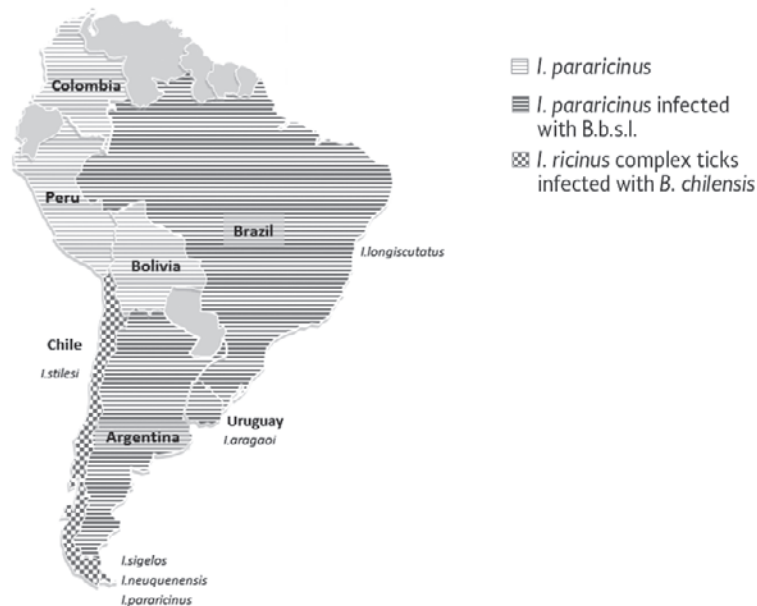 Colombia
Peru
Brazil
I.longiscutatus
Bolivia
Chile
I.stilesi
Uruguay
I.aragaoi
Argentina
I.sigelos
I.neuquenensis
I.pararicinus
I. pararicinus
I. pararicinus infected
with B.b.s.l.
I. ricinus complex ticks
infected with B. chilensis